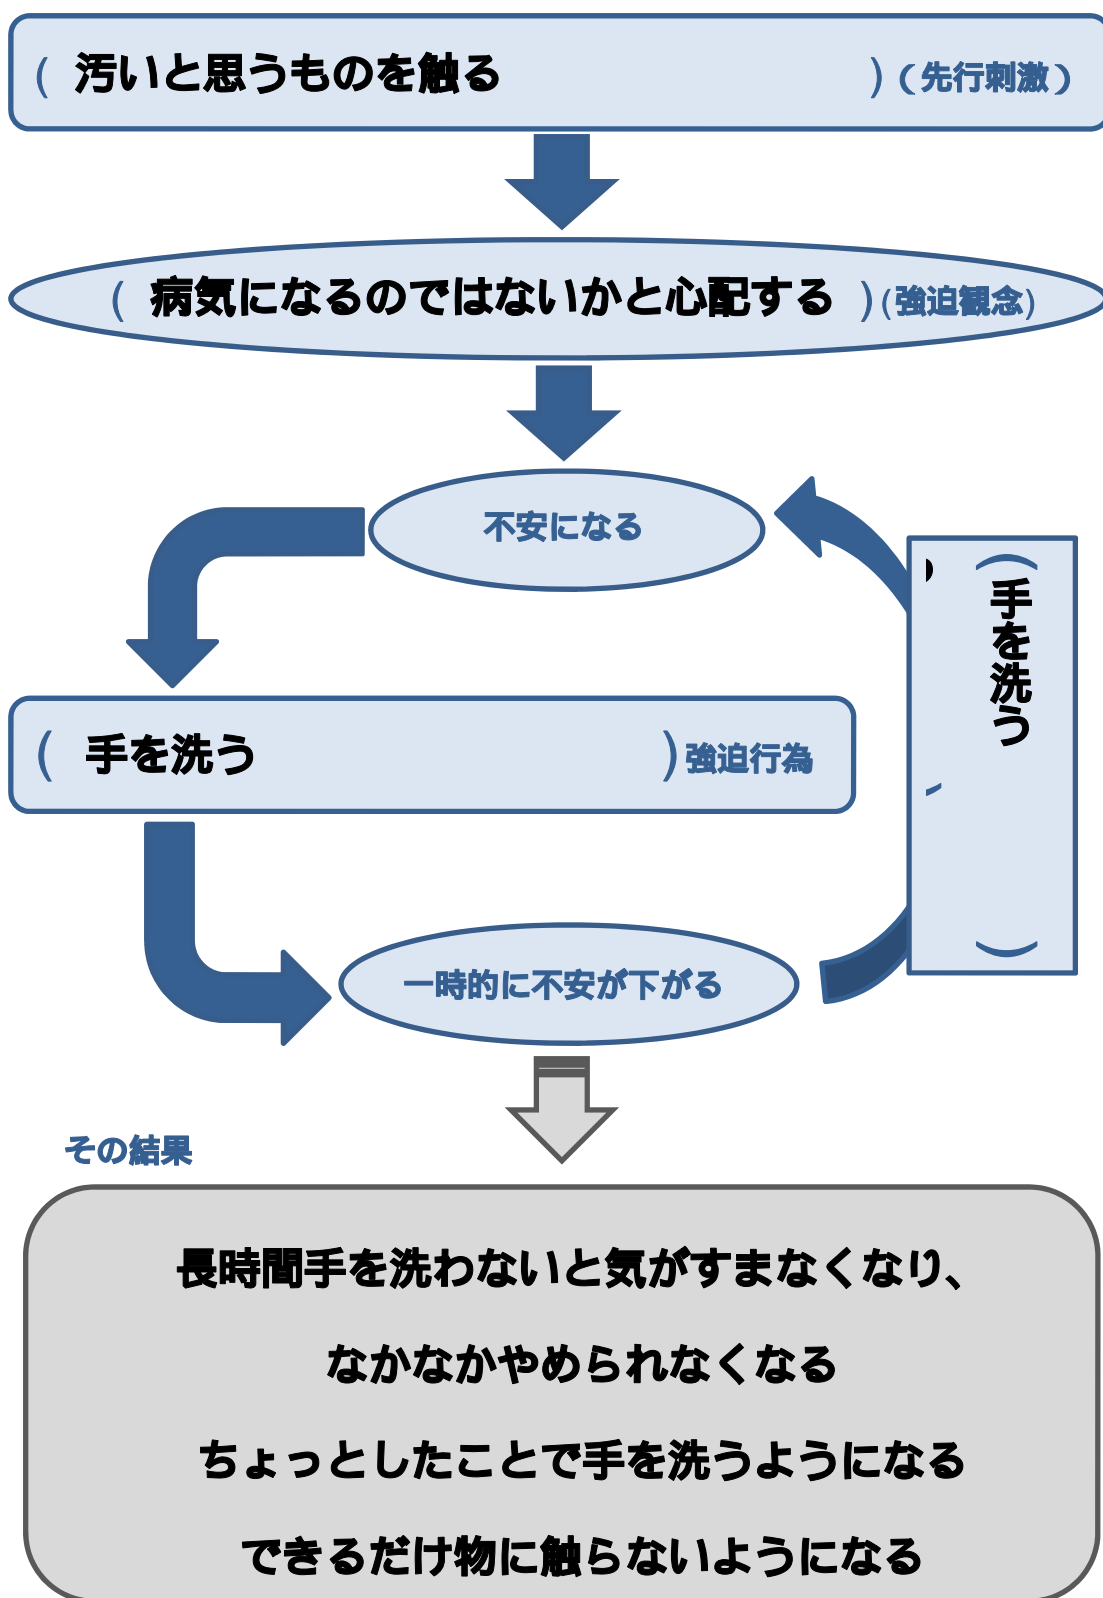 ( 汚いと思うものを触る )(先行刺激)
( 病気になるのではないかと心配する )(強迫観念)
不安になる
(手を洗う )
( 手を洗う )強迫行為
一時的に不安が下がる
その結果
長時間手を洗わないと気がすまなくなり、
なかなかやめられなくなる
ちょっとしたことで手を洗うようになる
できるだけ物に触らないようになる